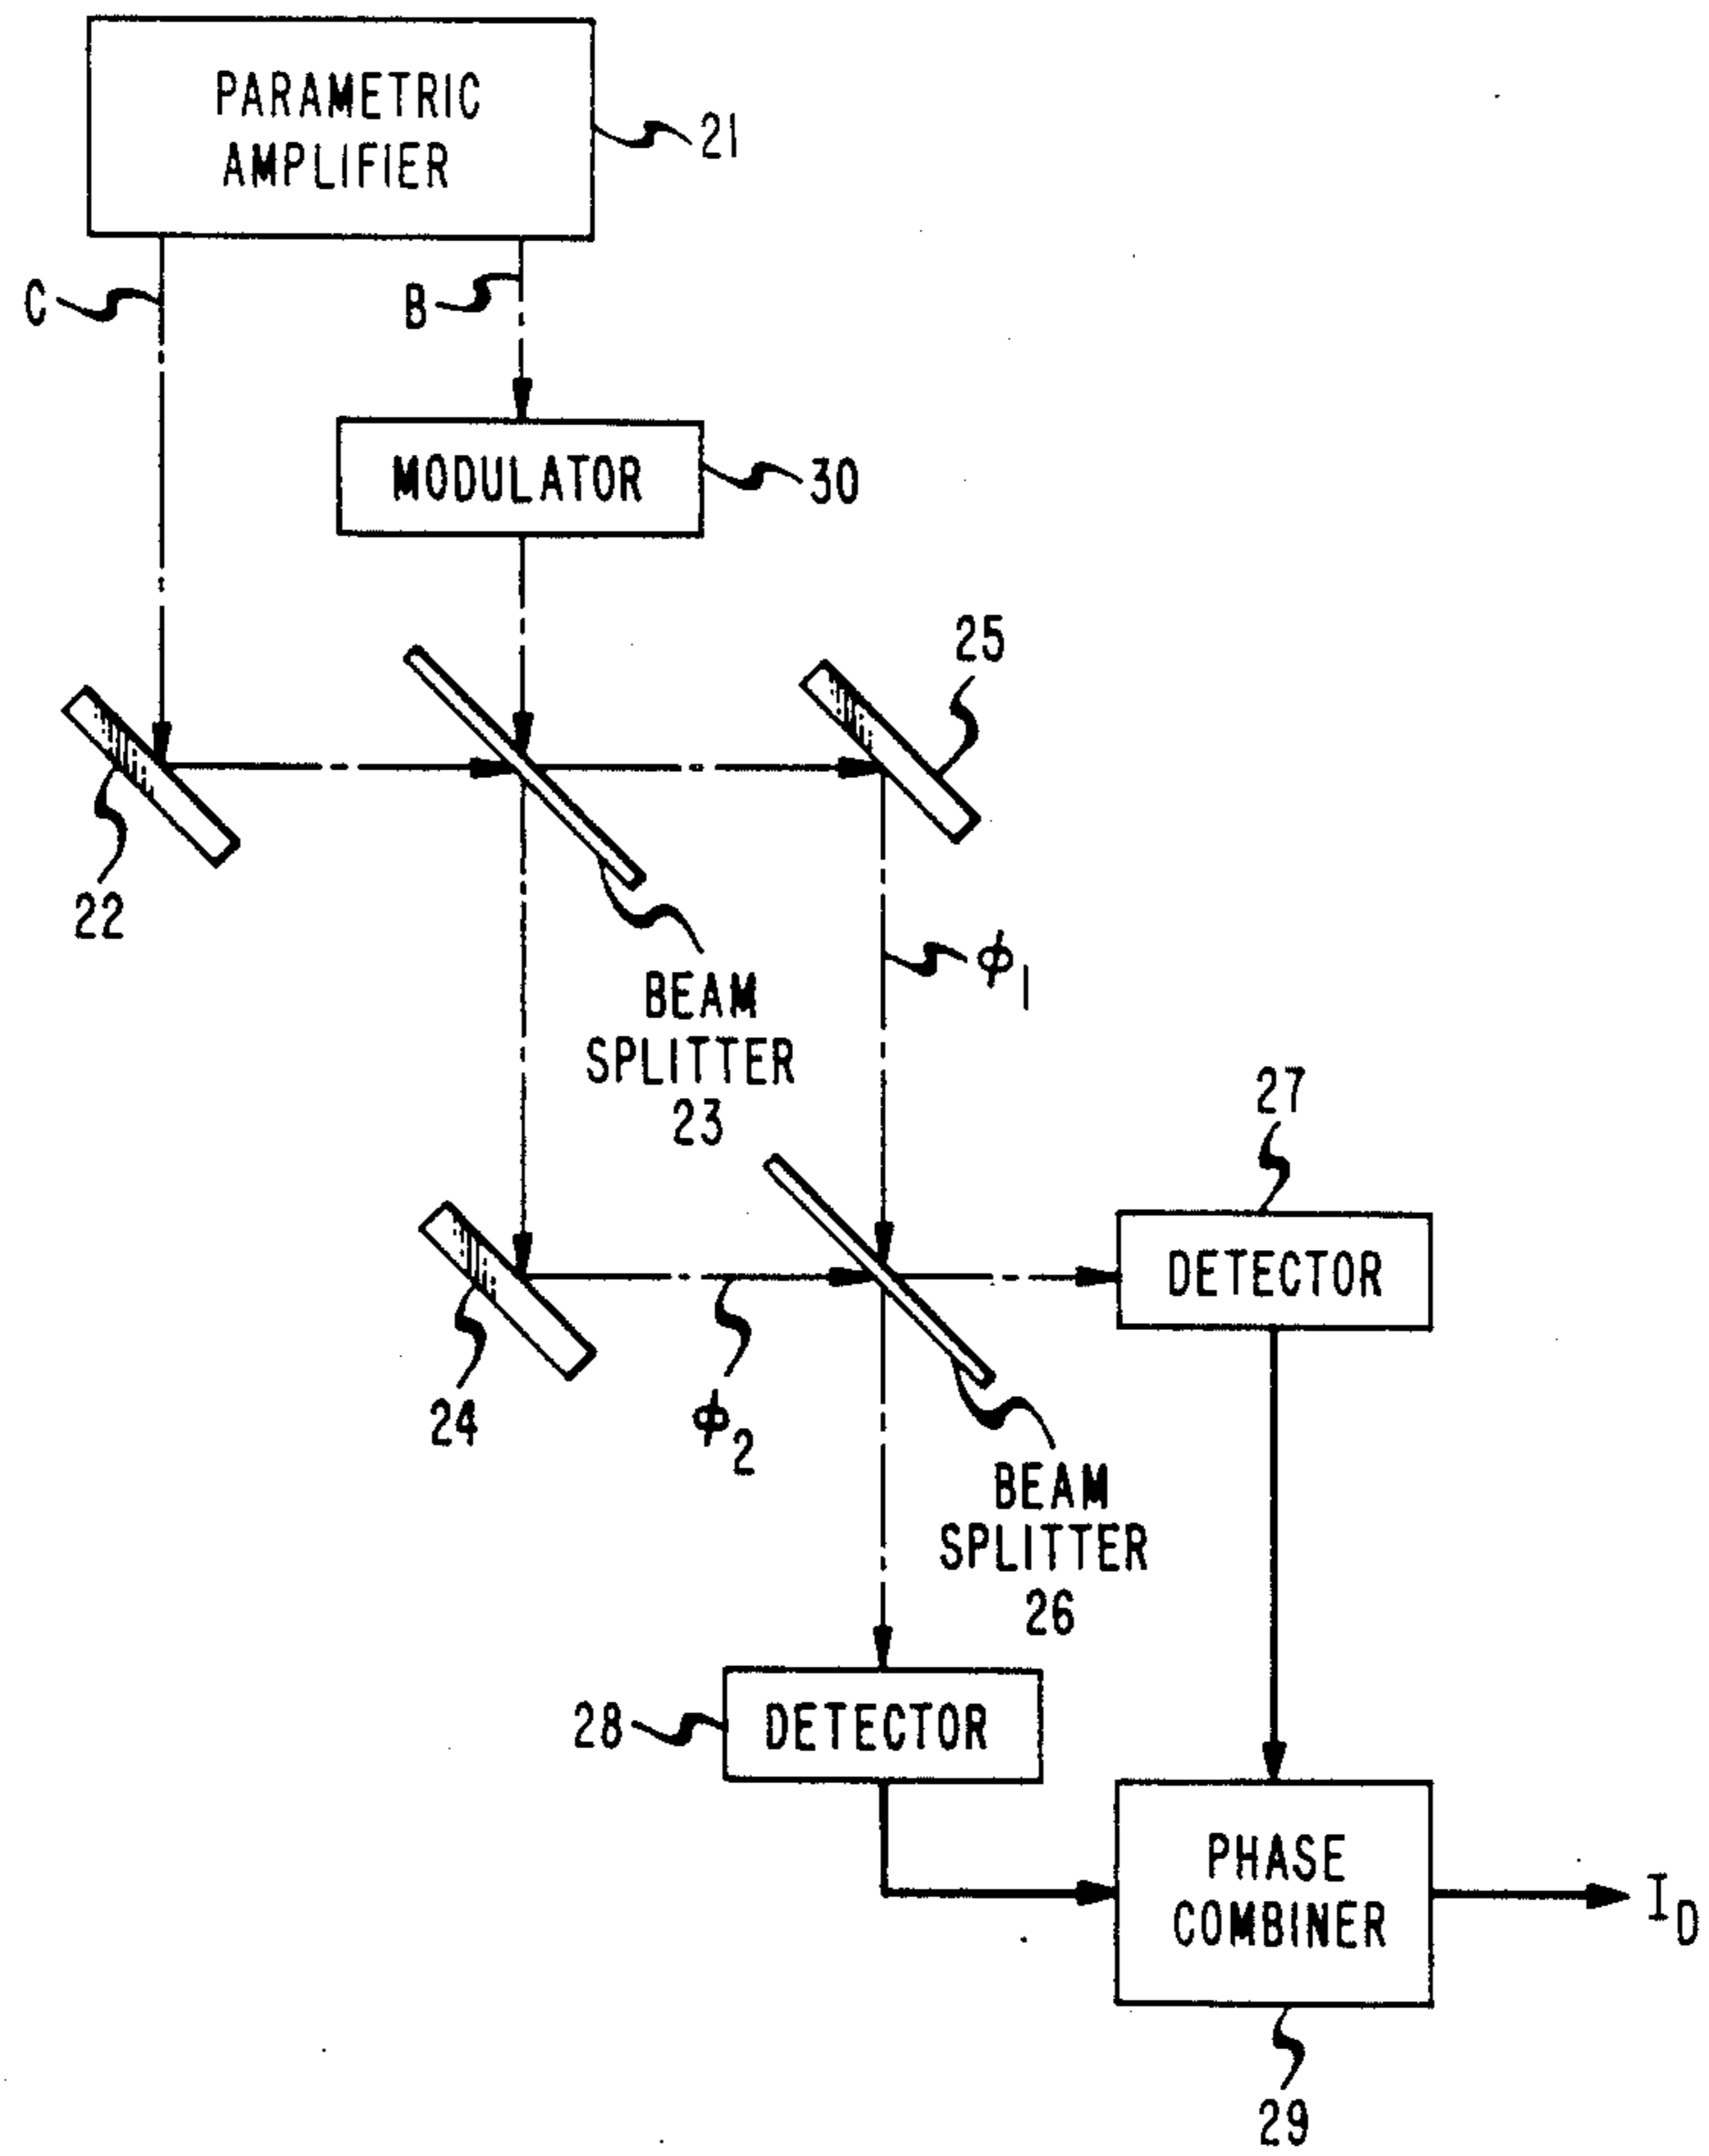 PARAMETRIC
AMPLIFIER
21
C
B
MODULATOR
30
25
22
BEAM
SPLITTER
23
ϕ1
27
DETECTOR
24
ϕ2
BEAM
SPLITTER
26
28
DETECTOR
PHASE
COMBINER
ID
29